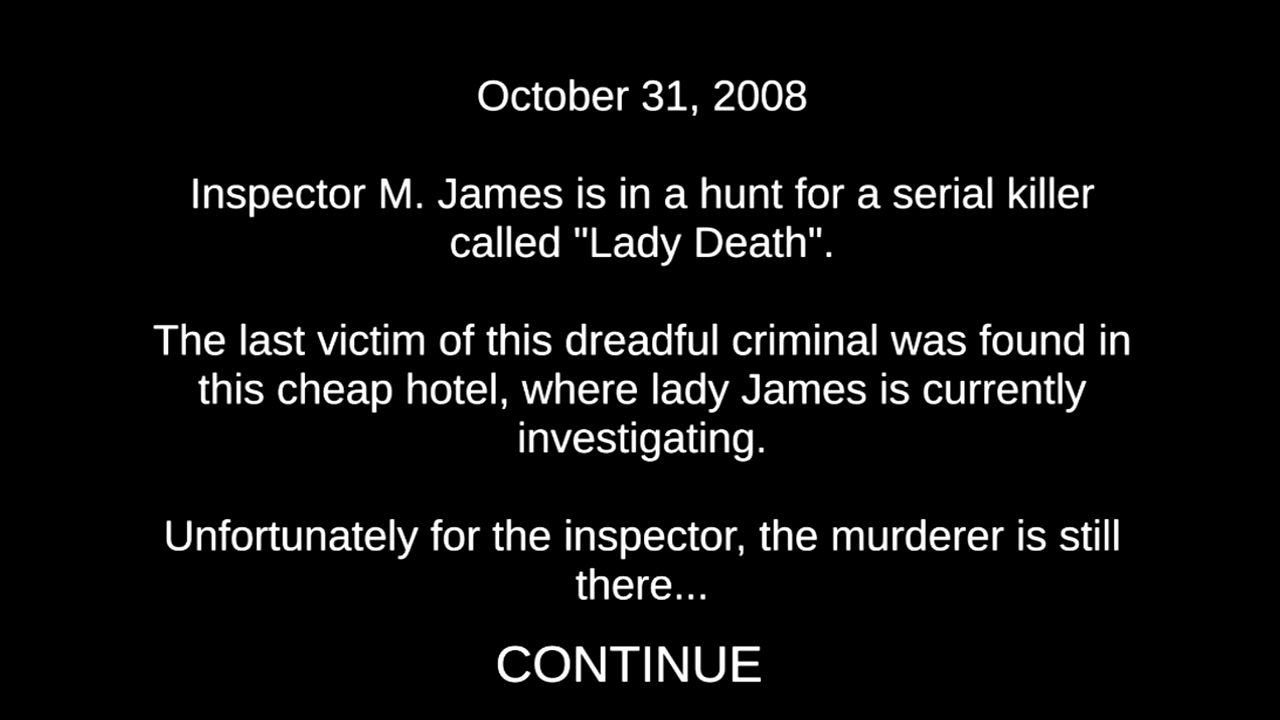 October 31, 2008
Inspector M. James is in a hunt for a serial killer
called "Lady Death".
The last victim of this dreadful criminal was found in
this cheap hotel, where lady James is currently
investigating.
Unfortunately for the inspector, the murderer is still
there...
CONTINUE